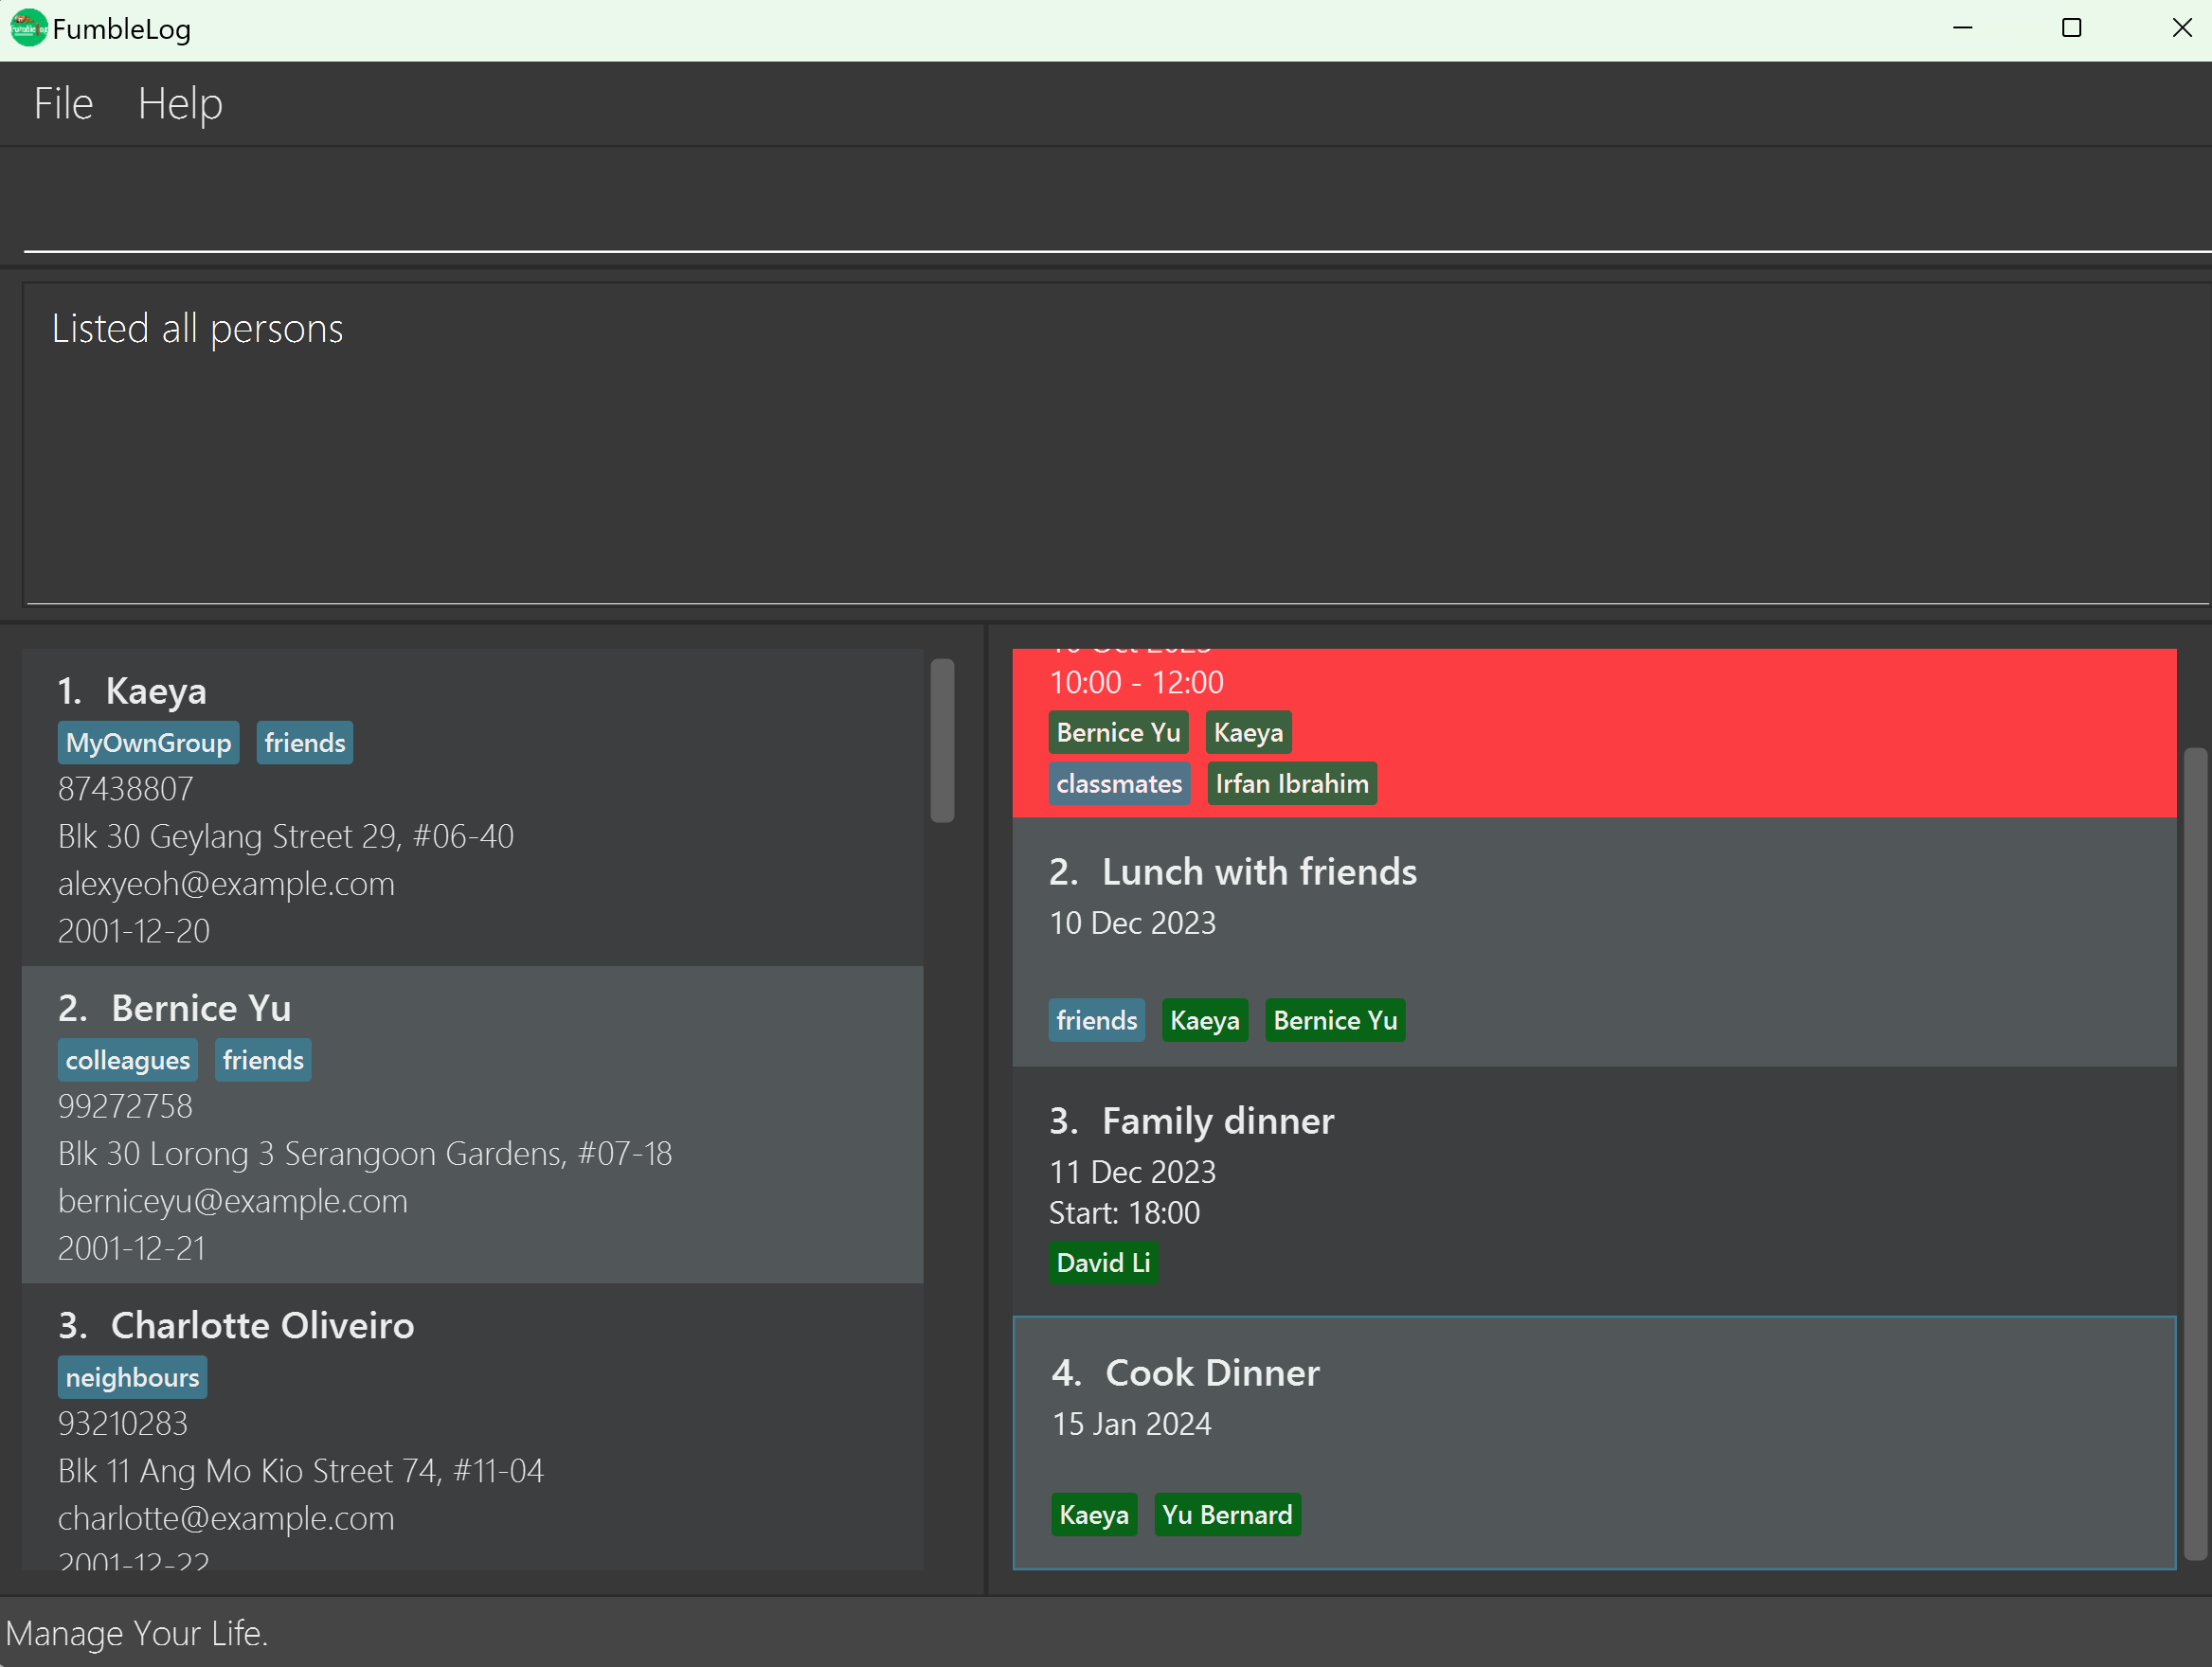 FumbleLog
File Help
Listed all persons
1. Kaeya
MyOwnGroup friends
87438807
Blk 30 Geylang Street 29, #06-40
alexyeoh@example.com
2001-12-20
2. Bernice Yu
colleagues friends
99272758
Blk 30 Lorong 3 Serangoon Gardens, #07-18
berniceyu@example.com
2001-12-21
3. Charlotte Oliveiro
neighbours
93210283
Blk 11 Ang Mo Kio Street 74, #11-04
charlotte@example.com
2001-12-22
10:00 - 12:00
Bernice Yu Kaeya
classmates Irfan Ibrahim
2. Lunch with friends
10 Dec 2023
friends Kaeya Bernice Yu
3. Family dinner
11 Dec 2023
Start: 18:00
David Li
4. Cook Dinner
15 Jan 2024
Kaeya Yu Bernard
Manage Your Life.